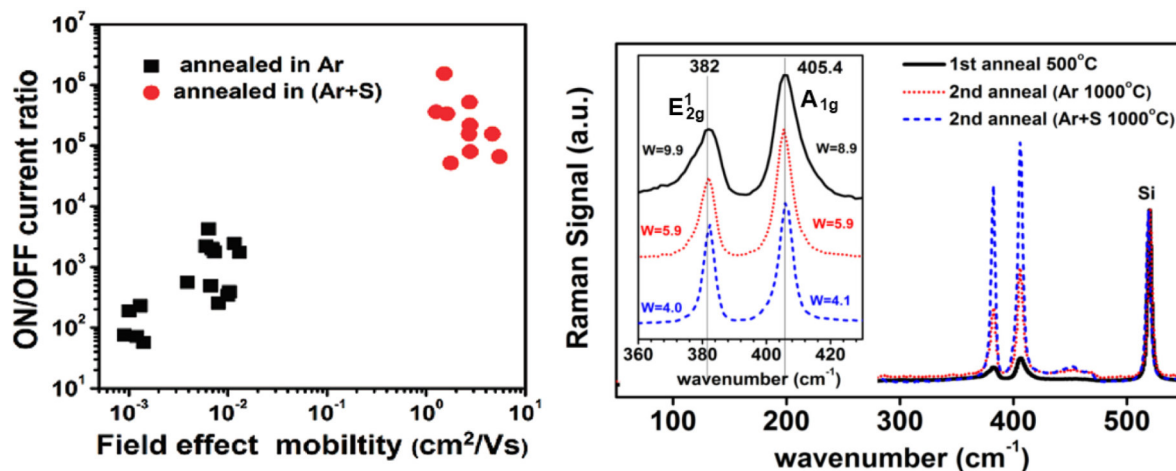 ON/OFF current ratio
10⁷
10⁶
10⁵
10⁴
10³
10²
10¹
annealed in Ar
annealed in (Ar+S)
10⁻³ 10⁻² 10⁻¹ 10⁰ 10¹
Field effect mobiltity (cm²/Vs)
Raman Signal (a.u.)
382 405.4
E¹2g A1g
W=9.9 W=8.9
W=5.9 W=5.9
W=4.0 W=4.1
360 380 400 420
wavenumber (cm⁻¹)
1st anneal 500°C
2nd anneal (Ar 1000°C)
2nd anneal (Ar+S 1000°C)
Si
100 200 300 400 500
wavenumber (cm⁻¹)